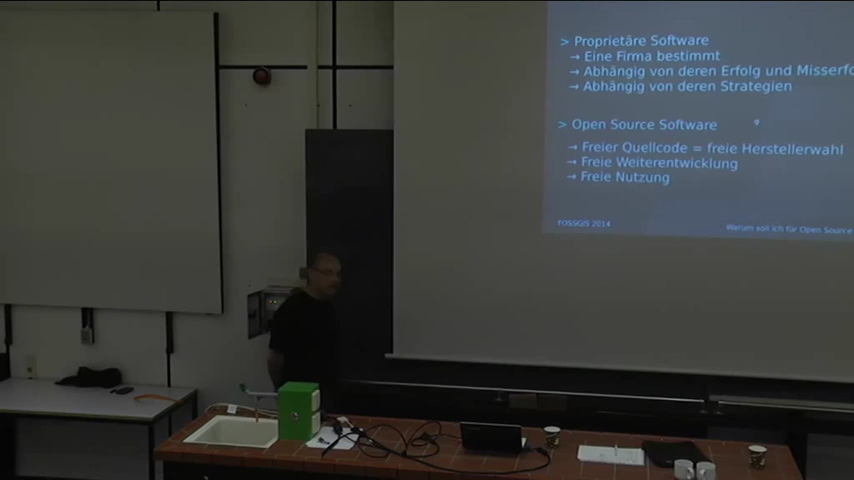 > Proprietäre Software
→ Eine Firma bestimmt
→ Abhängig von deren Erfolg und Misserfo
→ Abhängig von deren Strategien
> Open Source Software
→ Freier Quellcode = freie Herstellerwahl
→ Freie Weiterentwicklung
→ Freie Nutzung
FOSSGIS 2014
Warum soll ich für Open Source